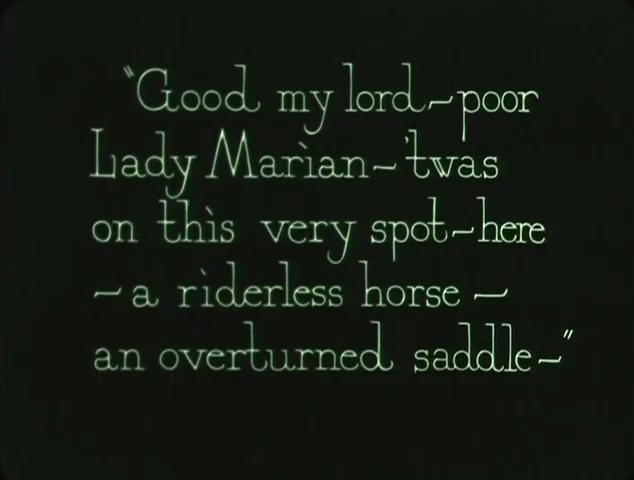 "Good my lord—poor
Lady Marian—'twas
on this very spot—here
— a riderless horse —
an overturned saddle—"